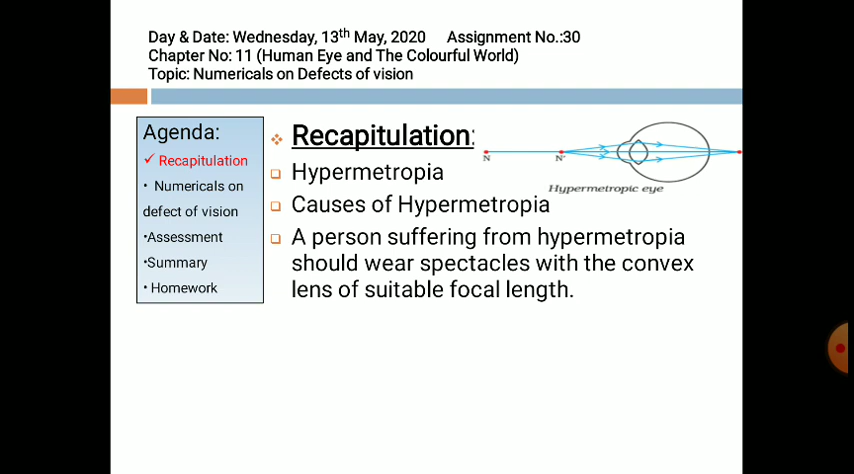 Day & Date: Wednesday, 13th May, 2020 Assignment No.:30
Chapter No: 11 (Human Eye and The Colourful World)
Topic: Numericals on Defects of vision
Agenda:
✓ Recapitulation
• Numericals on
defect of vision
•Assessment
•Summary
• Homework
❖ Recapitulation:
❑ Hypermetropia
❑ Causes of Hypermetropia
❑ A person suffering from hypermetropia
should wear spectacles with the convex
lens of suitable focal length.
N N'
Hypermetropic eye